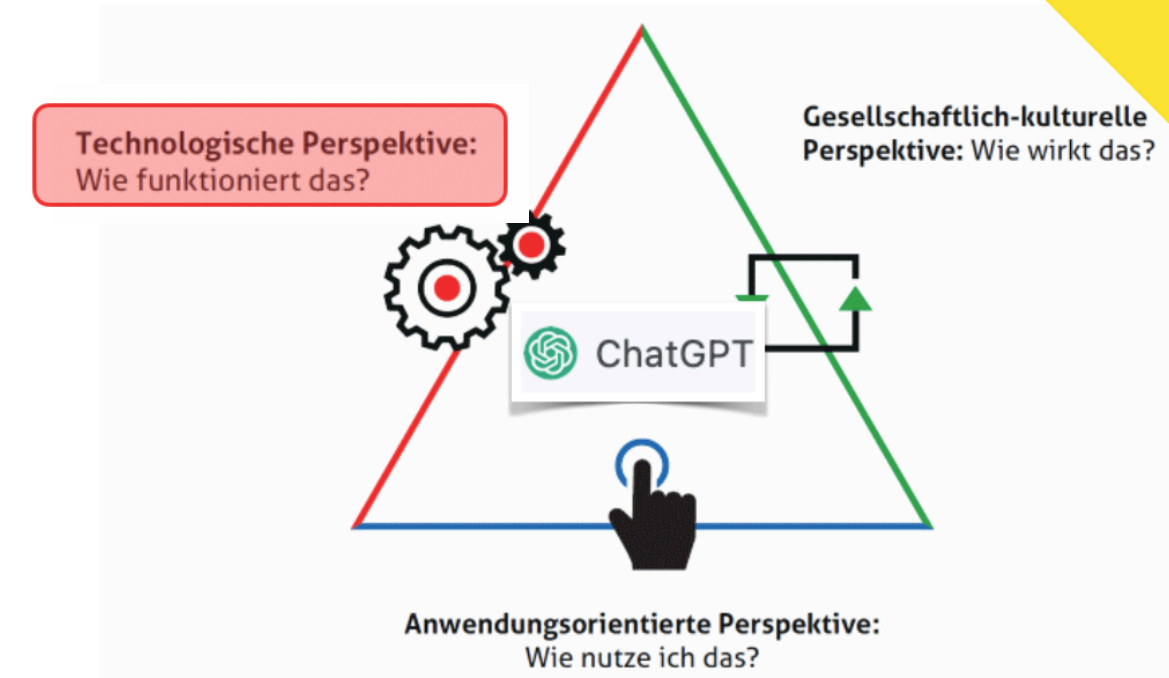 Technologische Perspektive:
Wie funktioniert das?
Gesellschaftlich-kulturelle
Perspektive: Wie wirkt das?
ChatGPT
Anwendungsorientierte Perspektive:
Wie nutze ich das?